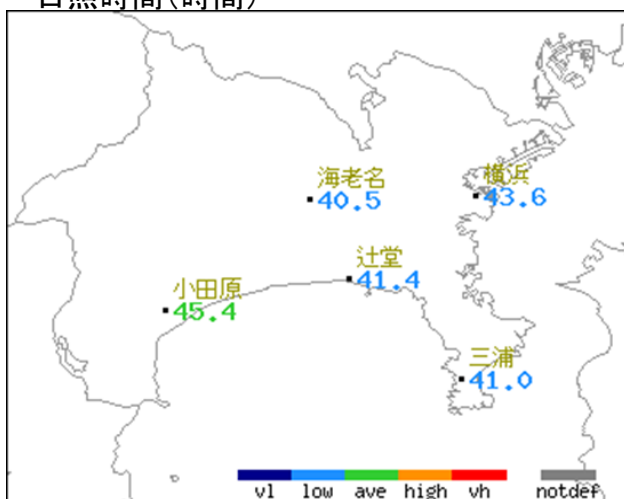 日照時間(時間)
海老名
40.5
横浜
43.6
辻堂
41.4
小田原
45.4
三浦
41.0
vl low ave high vh notdef